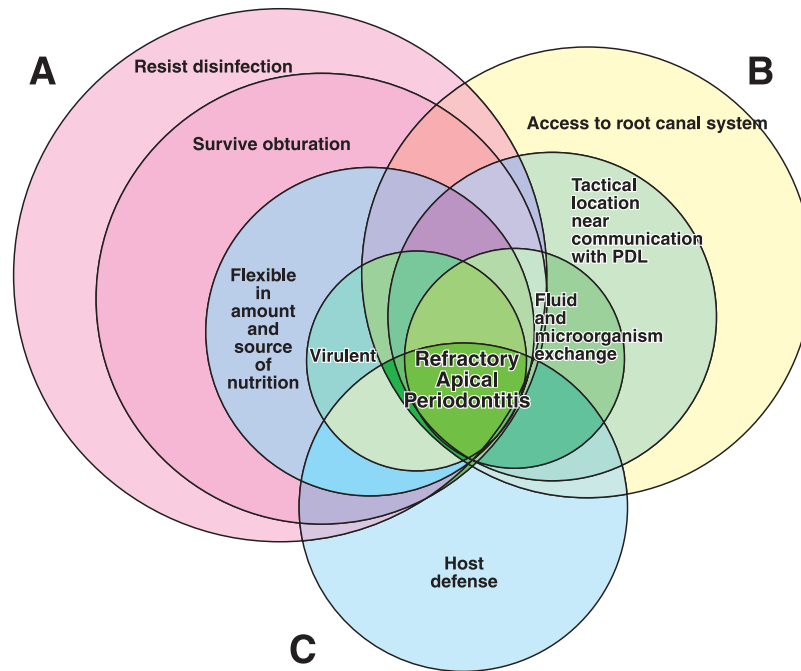 A
B
Resist disinfection
Access to root canal system
Survive obturation
Tactical
location
near
communication
with PDL
Flexible
in
amount
and
source
of
nutrition
Virulent
Fluid
and
microorganism
exchange
Refractory
Apical
Periodontitis
Host
defense
C